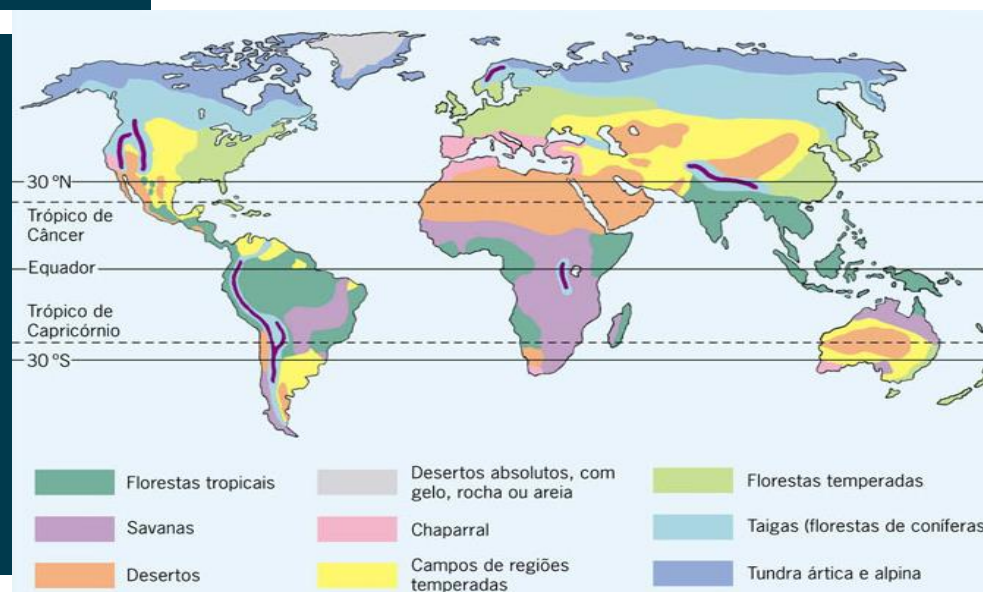 30 ºN
Trópico de
Câncer
Equador
Trópico de
Capricórnio
30 ºS
Florestas tropicais
Savanas
Desertos
Desertos absolutos, com
gelo, rocha ou areia
Chaparral
Campos de regiões
temperadas
Florestas temperadas
Taigas (florestas de coníferas
Tundra ártica e alpina